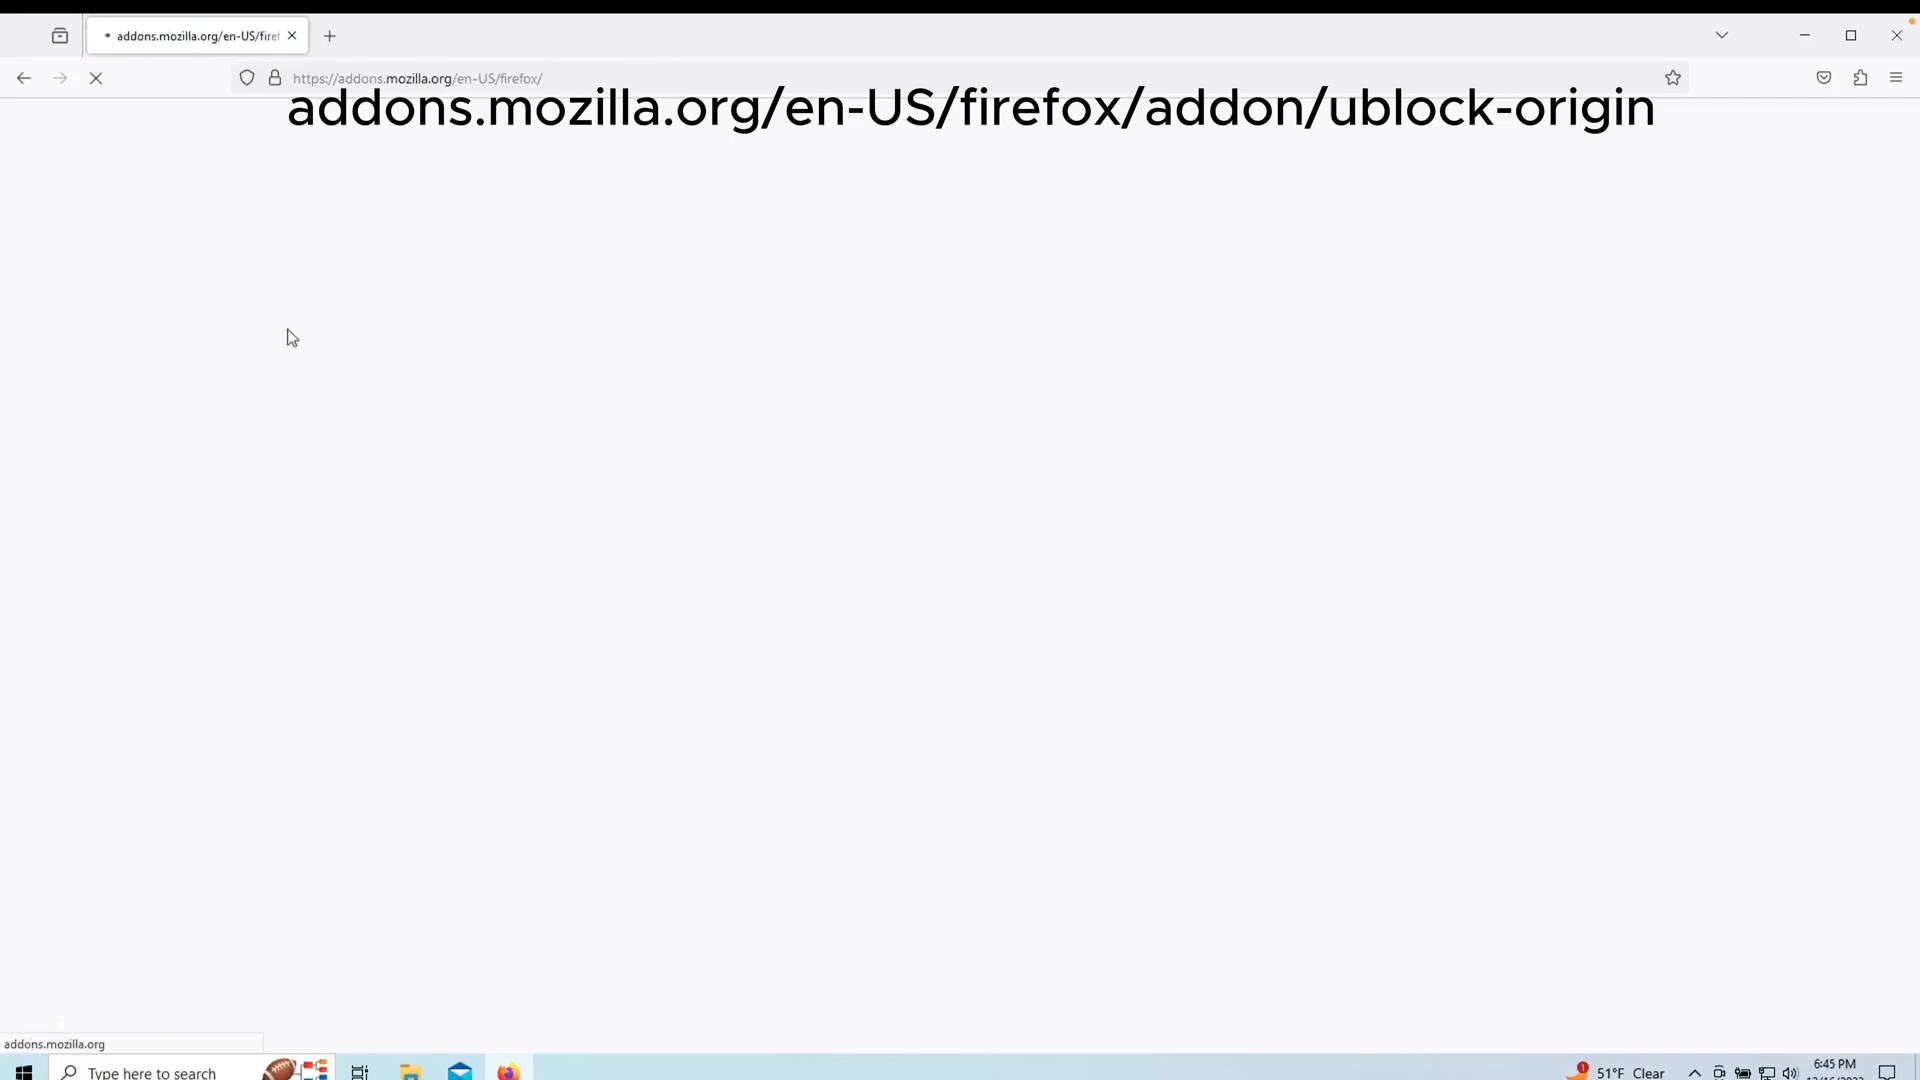 addons.mozilla.org/en-US/firef
https://addons.mozilla.org/en-US/firefox/
addons.mozilla.org/en-US/firefox/addon/ublock-origin
addons.mozilla.org
Type here to search
1
51°F Clear
6:45 PM